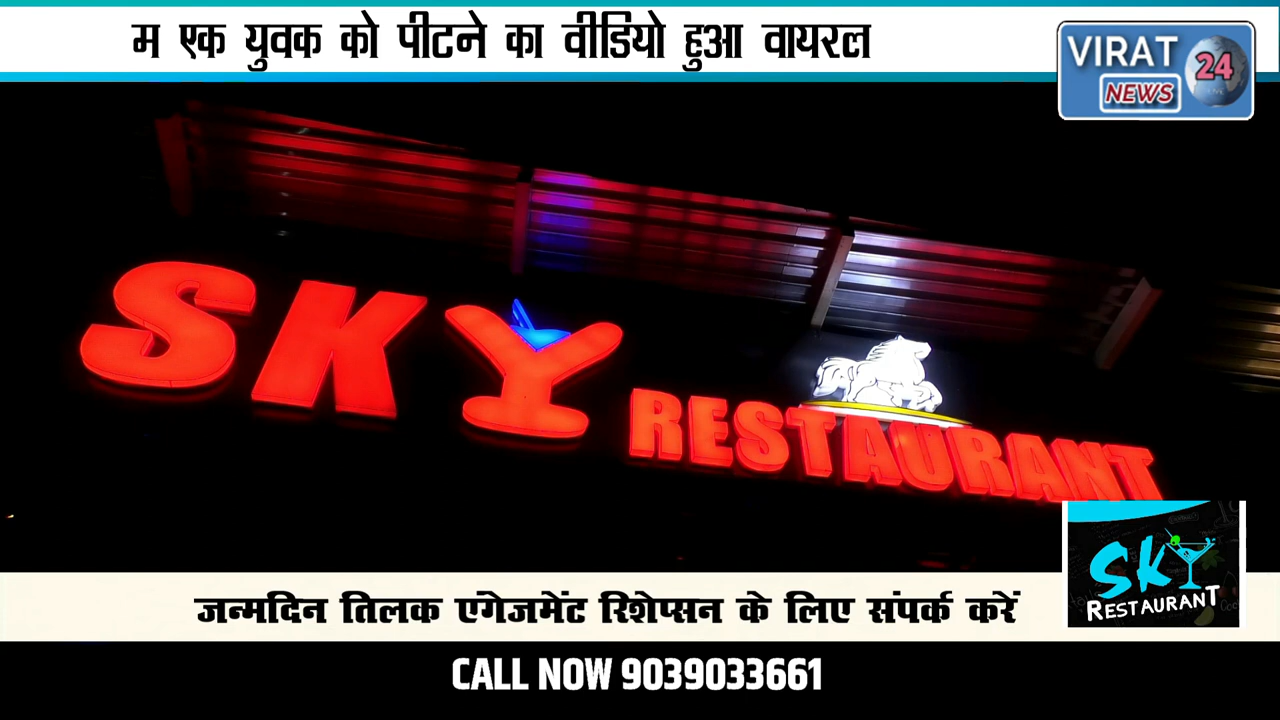 म एक युवक को पीटने का वीडियो हुआ वायरल
VIRAT
24
NEWS
LIVE
SKY RESTAURANT
SKY
RESTAURANT
जन्मदिन तिलक एंगेजमेंट रिशेप्सन के लिए संपर्क करें
CALL NOW 9039033661